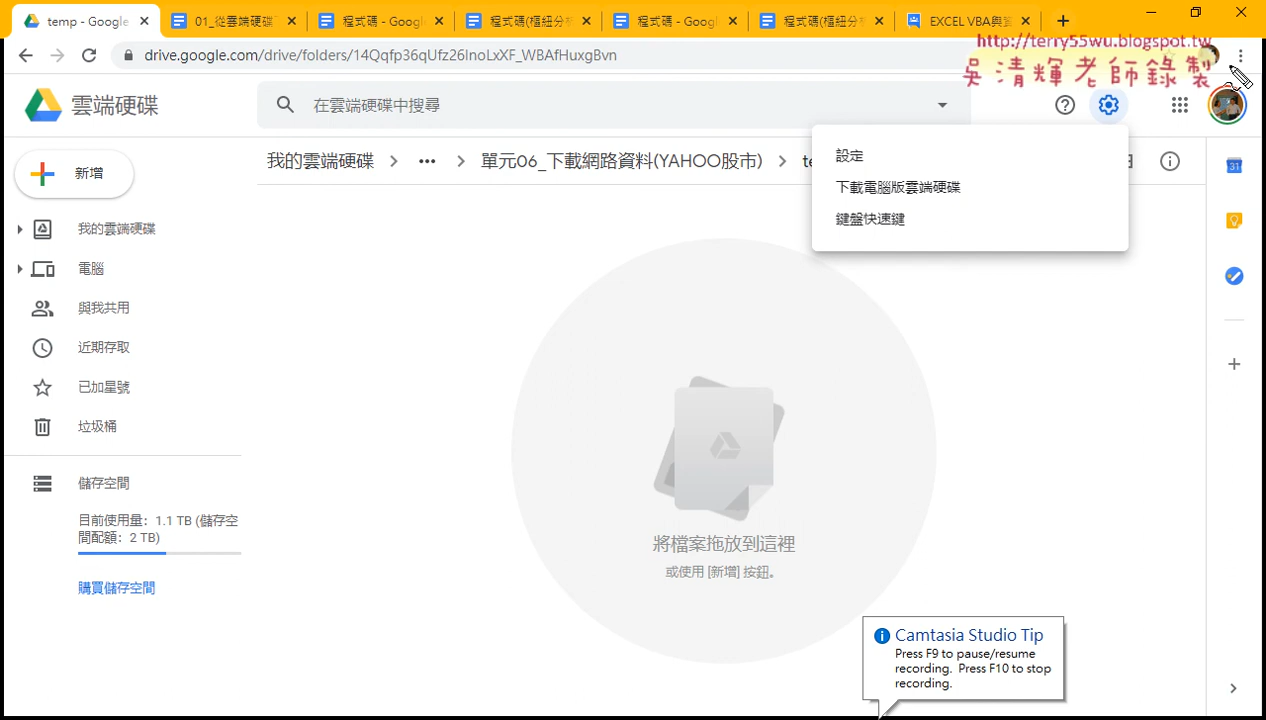 temp - Google
01_從雲端硬碟
程式碼 - Google
程式碼(樞紐分析
程式碼 - Google
程式碼(樞紐分析
EXCEL VBA與資
drive.google.com/drive/folders/14Qqfp36qUfz26InoLxXF_WBAfHuxgBvn
http://terry55wu.blogspot.tw
吳清輝老師錄製
雲端硬碟
在雲端硬碟中搜尋
新增
我的雲端硬碟
單元06_下載網路資料(YAHOO股市)
te
設定
下載電腦版雲端硬碟
鍵盤快速鍵
31
我的雲端硬碟
電腦
與我共用
近期存取
已加星號
垃圾桶
儲存空間
目前使用量: 1.1 TB (儲存空
間配額: 2 TB)
購買儲存空間
將檔案拖放到這裡
或使用 [新增] 按鈕。
Camtasia Studio Tip
Press F9 to pause/resume
recording. Press F10 to stop
recording.